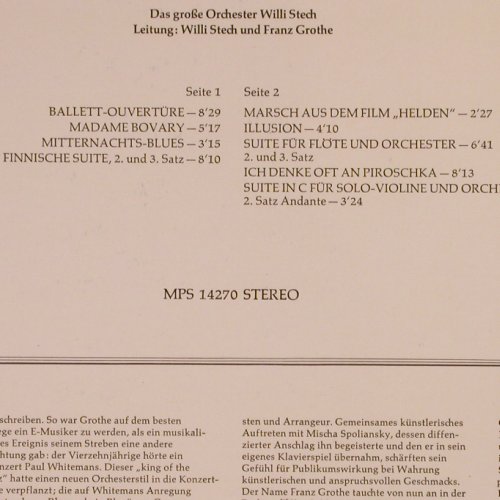 Das große Orchester Willi Stech
Leitung: Willi Stech und Franz Grothe
Seite 1
BALLETT-OUVERTÜRE — 8'29
MADAME BOVARY — 5'17
MITTERNACHTS-BLUES — 3'15
FINNISCHE SUITE, 2. und 3. Satz — 8'10
Seite 2
MARSCH AUS DEM FILM „HELDEN“ — 2'27
ILLUSION — 4'10
SUITE FÜR FLÖTE UND ORCHESTER — 6'41
2. und 3. Satz
ICH DENKE OFT AN PIROSCHKA — 8'13
SUITE IN C FÜR SOLO-VIOLINE UND ORCHE
2. Satz Andante — 3'24
MPS 14270 STEREO
schreiben. So war Grothe auf dem besten
ege ein E-Musiker zu werden, als ein musikali-
es Ereignis seinem Streben eine andere
htung gab: der Vierzehnjährige hörte ein
nzert Paul Whitemans. Dieser „king of the
z“ hatte einen neuen Orchesterstil in die Konzert-
e verpflanzt; die auf Whitemans Anregung
sten und Arrangeur. Gemeinsames künstlerisches
Auftreten mit Mischa Spoliansky, dessen diffen-
zierter Anschlag ihn begeisterte und den er in sein
eigenes Klavierspiel übernahm, schärften sein
Gefühl für Publikumswirkung bei Wahrung
künstlerischen und anspruchsvollen Geschmacks.
Der Name Franz Grothe tauchte von nun an in der